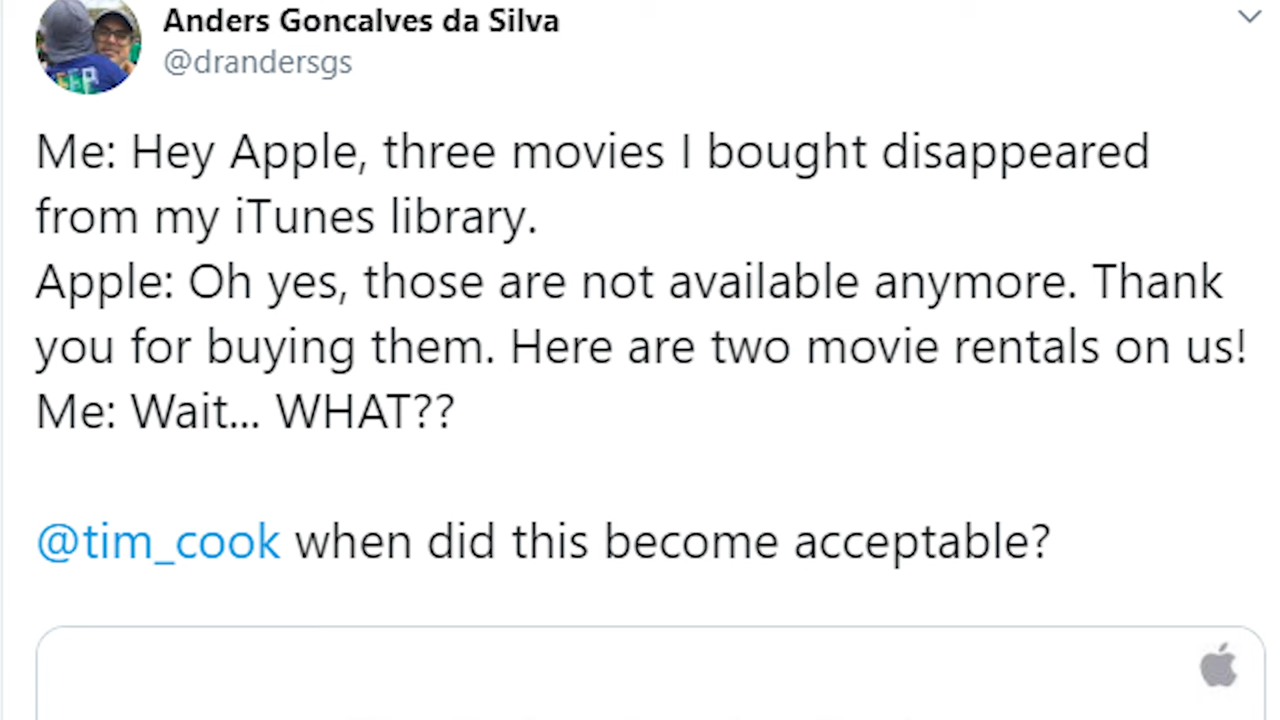 Anders Goncalves da Silva
@drandersgs
Me: Hey Apple, three movies I bought disappeared
from my iTunes library.
Apple: Oh yes, those are not available anymore. Thank
you for buying them. Here are two movie rentals on us!
Me: Wait... WHAT??
@tim_cook when did this become acceptable?